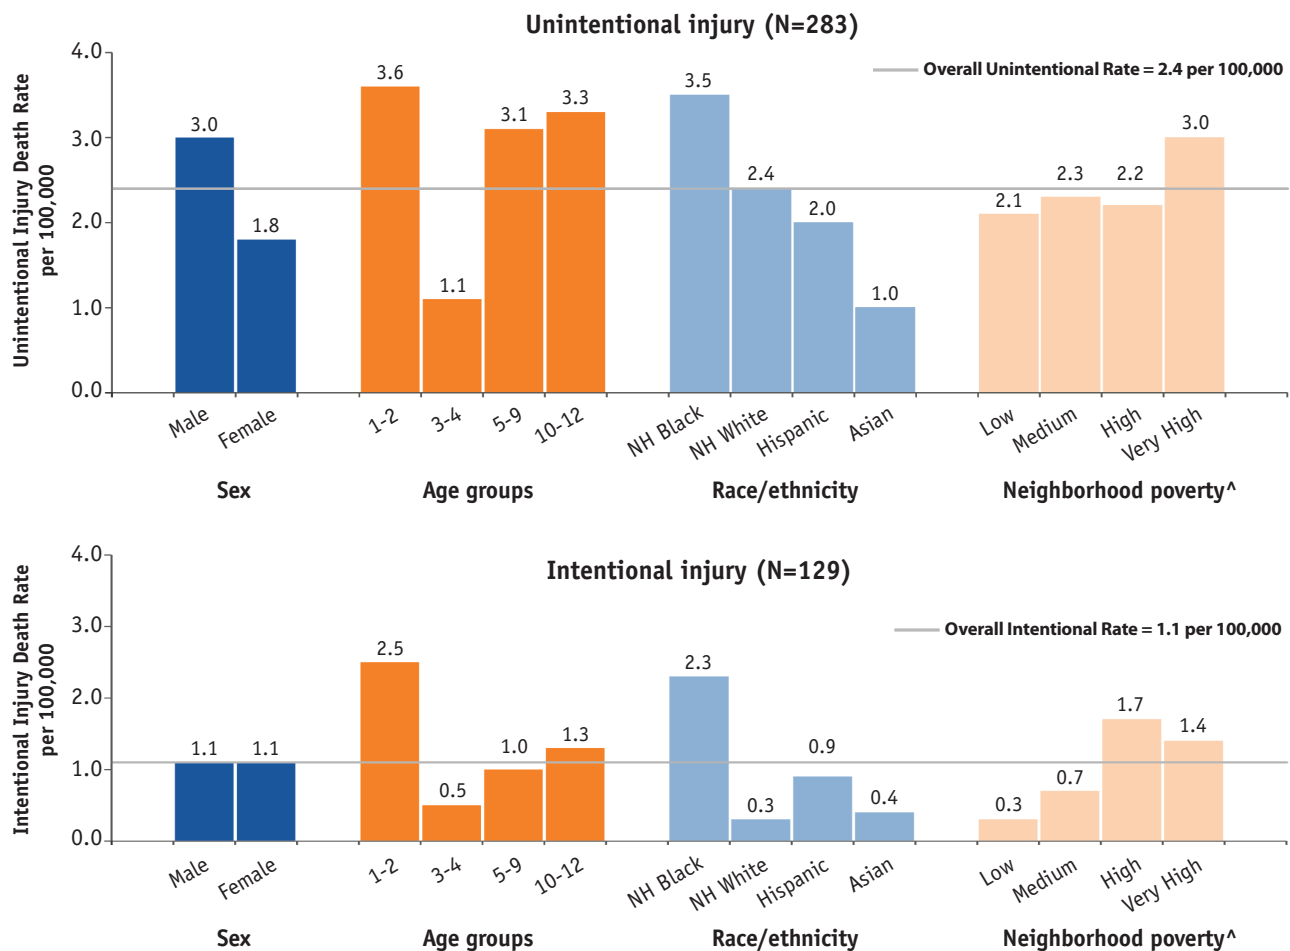 Unintentional injury (N=283)
Overall Unintentional Rate = 2.4 per 100,000
Unintentional Injury Death Rate
per 100,000
4.0
3.0
2.0
1.0
0.0
3.0
1.8
3.6
1.1
3.1
3.3
3.5
2.4
2.0
1.0
2.1
2.3
2.2
3.0
Male
Female
1-2
3-4
5-9
10-12
NH Black
NH White
Hispanic
Asian
Low
Medium
High
Very High
Sex
Age groups
Race/ethnicity
Neighborhood poverty^
Intentional injury (N=129)
Overall Intentional Rate = 1.1 per 100,000
Intentional Injury Death Rate
per 100,000
4.0
3.0
2.0
1.0
0.0
1.1
1.1
2.5
0.5
1.0
1.3
2.3
0.3
0.9
0.4
0.3
0.7
1.7
1.4
Male
Female
1-2
3-4
5-9
10-12
NH Black
NH White
Hispanic
Asian
Low
Medium
High
Very High
Sex
Age groups
Race/ethnicity
Neighborhood poverty^